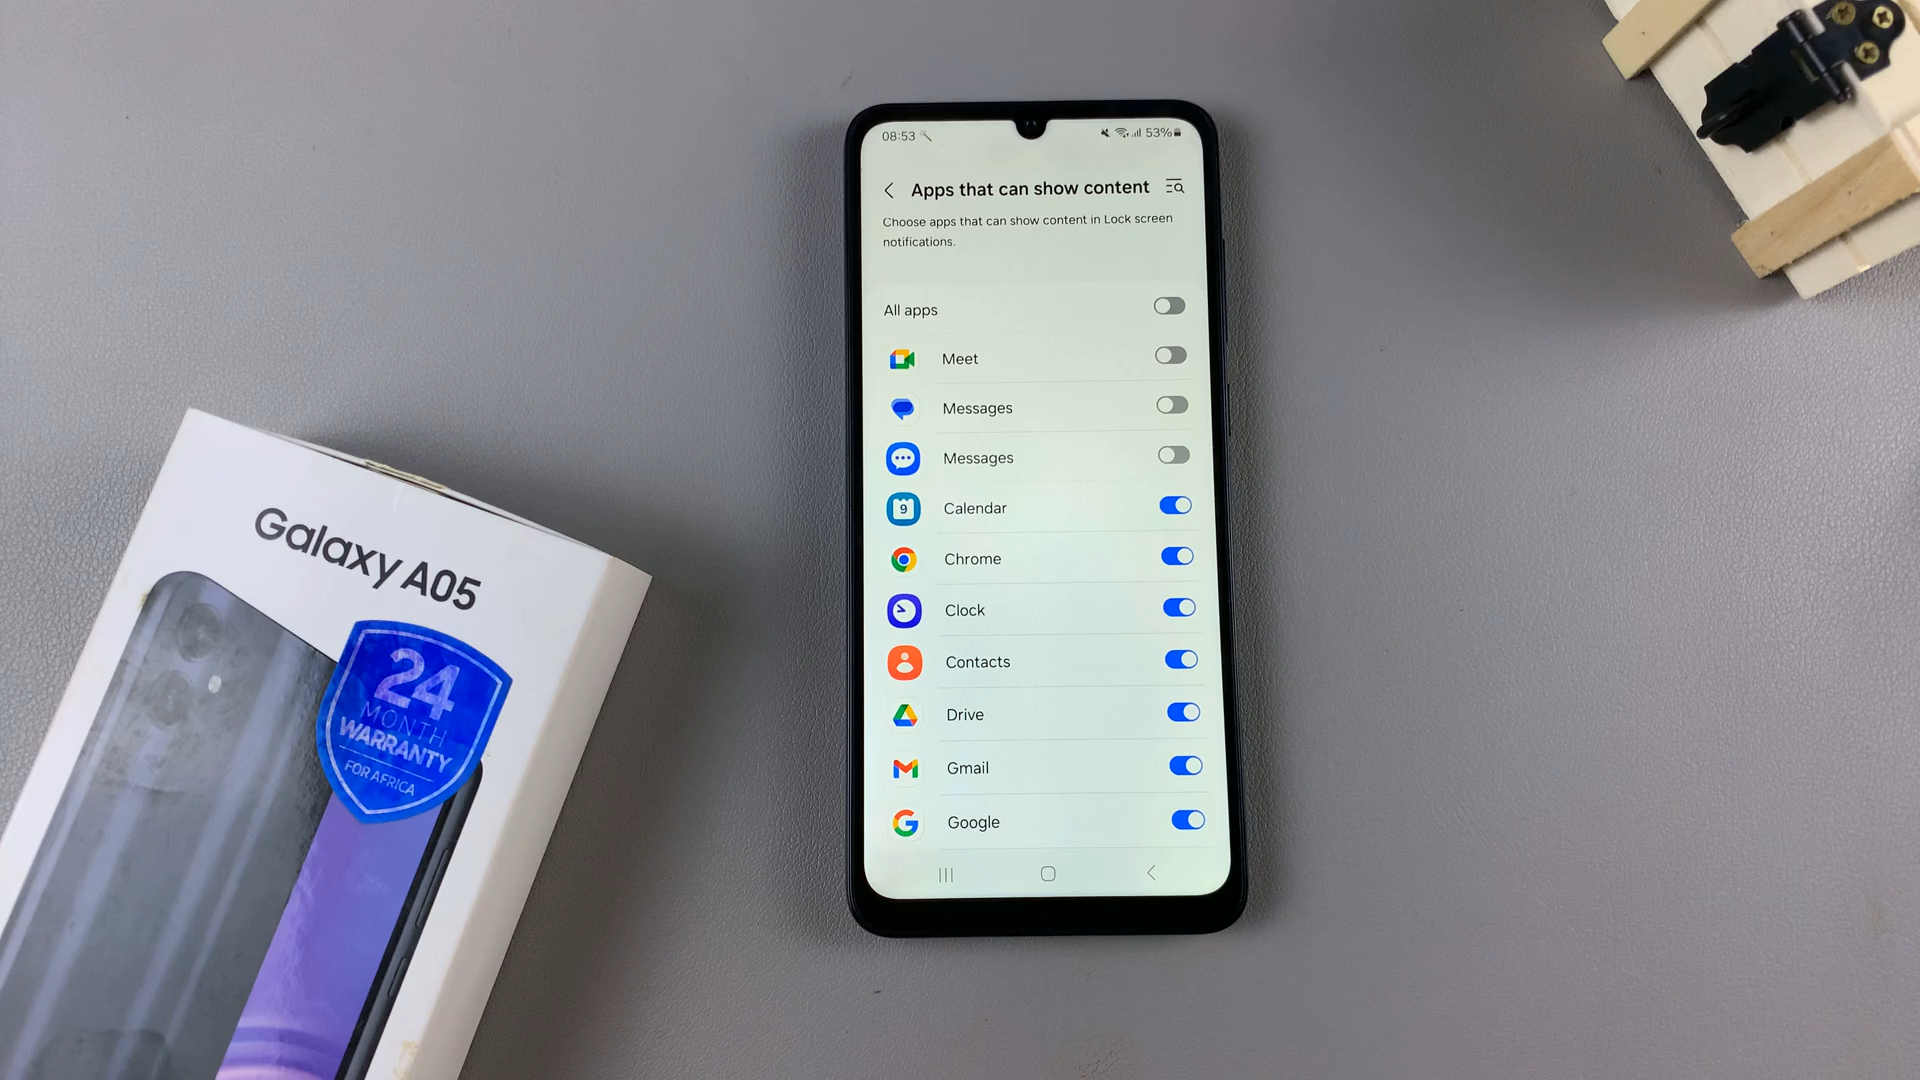 08:53
53%
Apps that can show content
Choose apps that can show content in Lock screen
notifications.
All apps
Meet
Messages
Messages
9
Calendar
Chrome
Clock
Contacts
Drive
Gmail
Google
Galaxy A05
24
MONTH
WARRANTY
FOR AFRICA